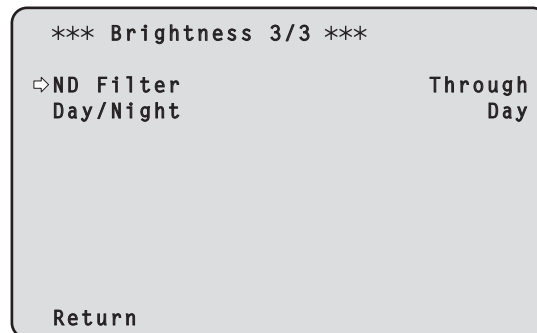 *** Brightness 3/3 ***
⇨ND Filter Through
Day/Night Day
Return